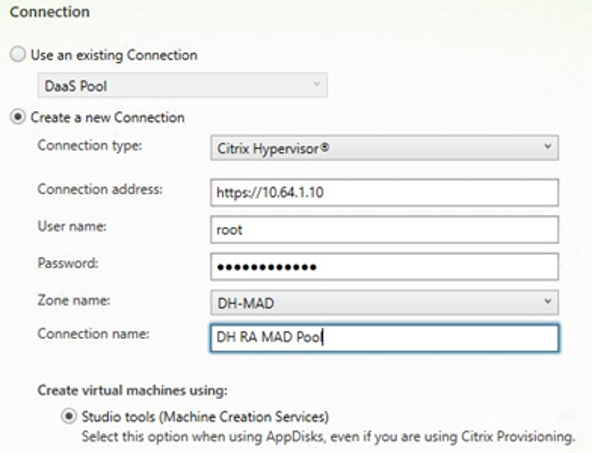 Connection
Use an existing Connection
DaaS Pool
Create a new Connection
Connection type: Citrix Hypervisor®
Connection address: https://10.64.1.10
User name: root
Password: ●●●●●●●●●●●●
Zone name: DH-MAD
Connection name: DH RA MAD Pool
Create virtual machines using:
Studio tools (Machine Creation Services)
Select this option when using AppDisks, even if you are using Citrix Provisioning.